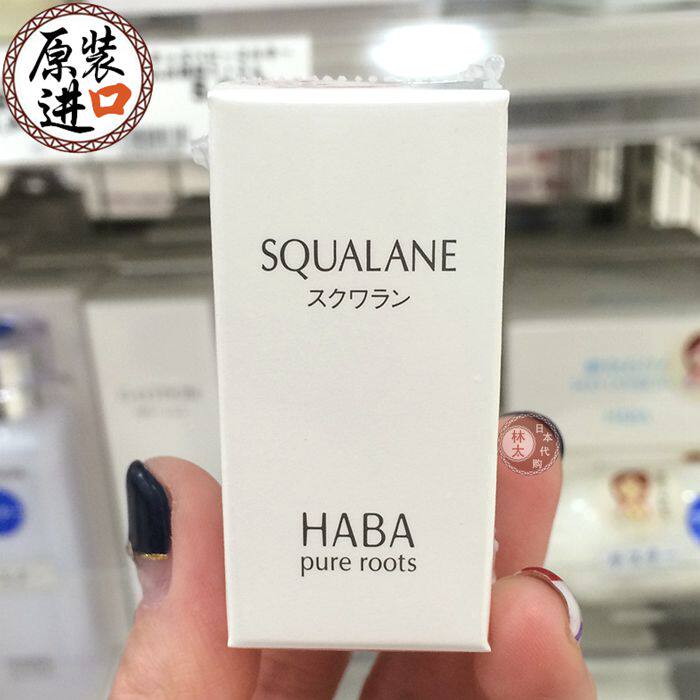 原装
进口
SQUALANE
スクワラン
HABA
pure roots
林太
日本代购